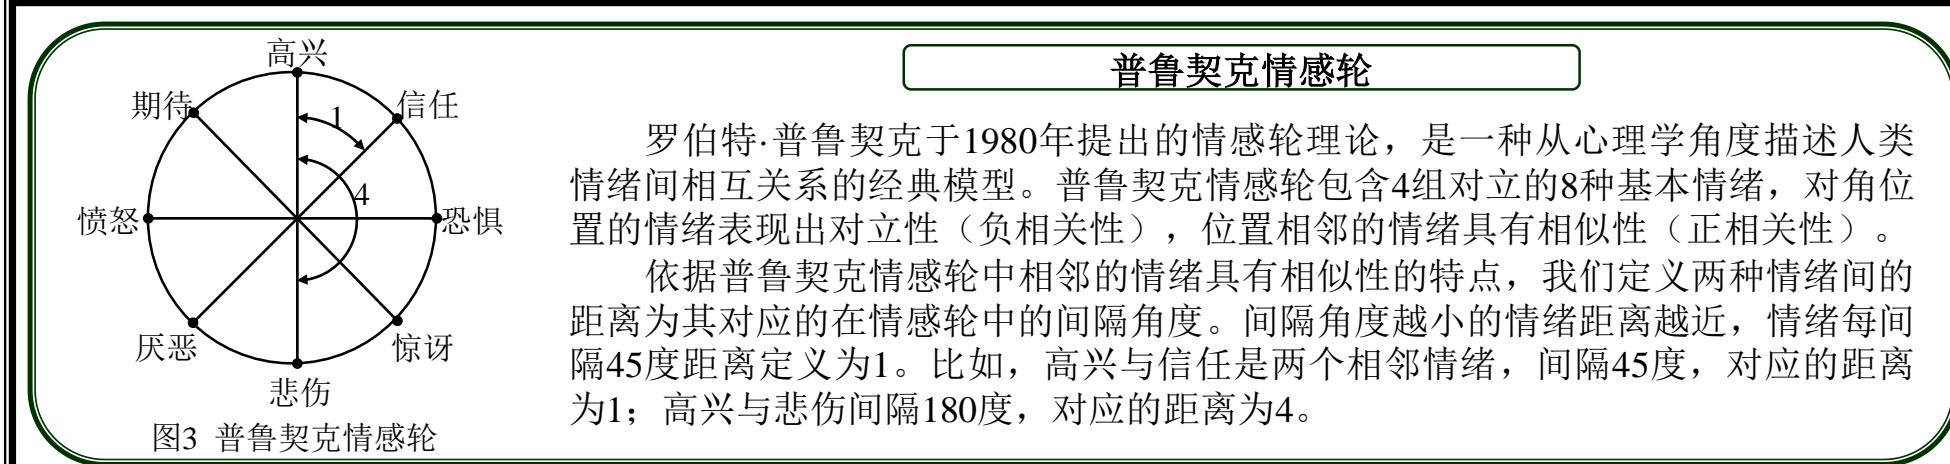 高兴
期待
信任
1
4
愤怒
恐惧
厌恶
惊讶
悲伤
图3 普鲁契克情感轮
普鲁契克情感轮
罗伯特·普鲁契克于1980年提出的情感轮理论，是一种从心理学角度描述人类
情绪间相互关系的经典模型。普鲁契克情感轮包含4组对立的8种基本情绪，对角位
置的情绪表现出对立性（负相关性），位置相邻的情绪具有相似性（正相关性）。
依据普鲁契克情感轮中相邻的情绪具有相似性的特点，我们定义两种情绪间的
距离为其对应的在情感轮中的间隔角度。间隔角度越小的情绪距离越近，情绪每间
隔45度距离定义为1。比如，高兴与信任是两个相邻情绪，间隔45度，对应的距离
为1；高兴与悲伤间隔180度，对应的距离为4。